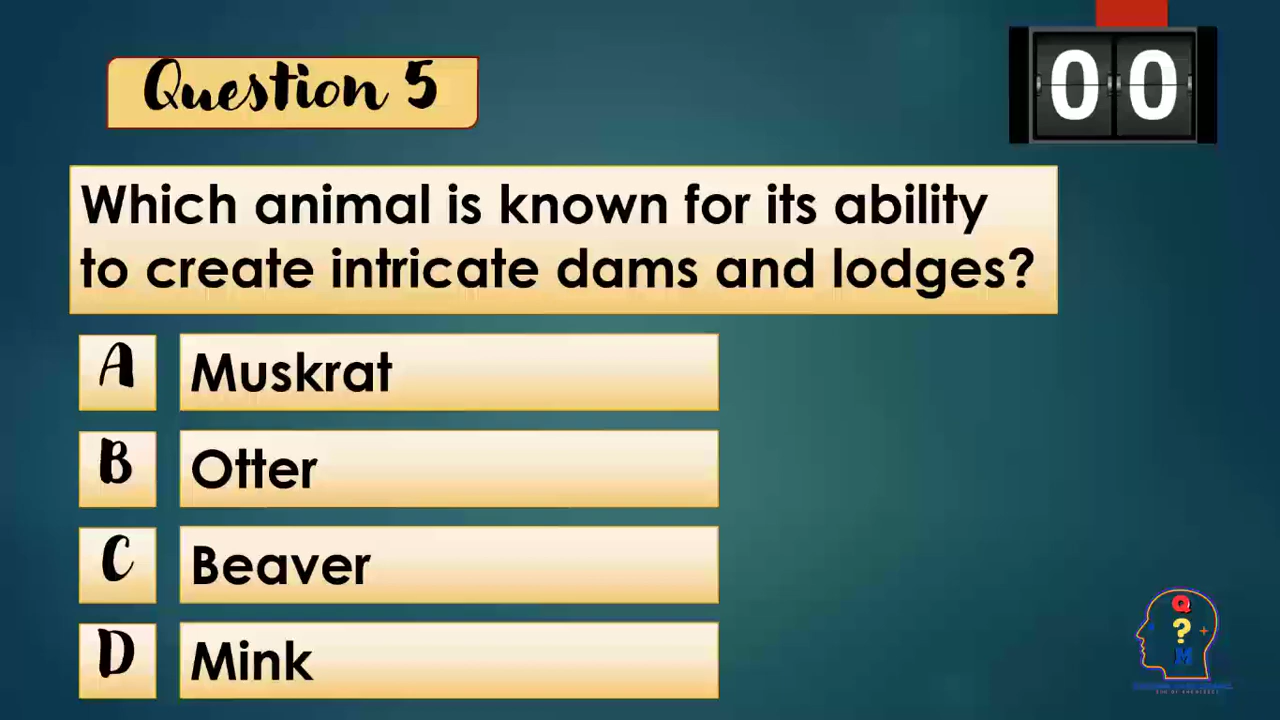 Question 5
00
Which animal is known for its ability
to create intricate dams and lodges?
A Muskrat
B Otter
C Beaver
D Mink
Q
?
M